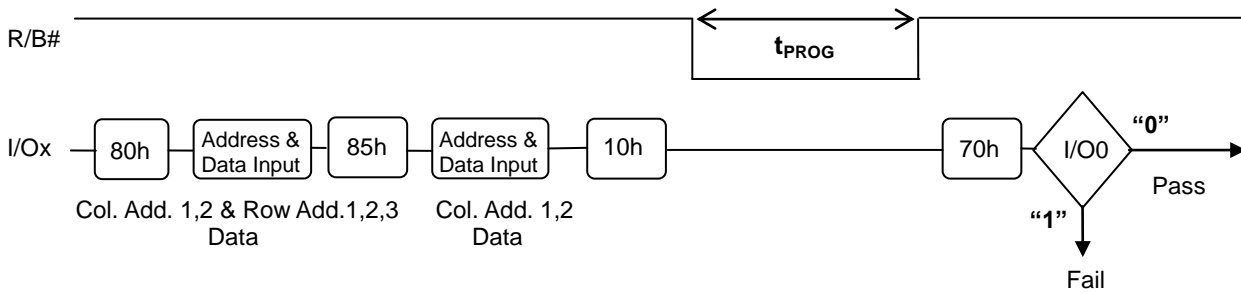 R/B#
tPROG
I/Ox
80h
Address &
Data Input
85h
Address &
Data Input
10h
70h
I/O0
“0”
Pass
Col. Add. 1,2 & Row Add.1,2,3
Data
Col. Add. 1,2
Data
“1”
Fail